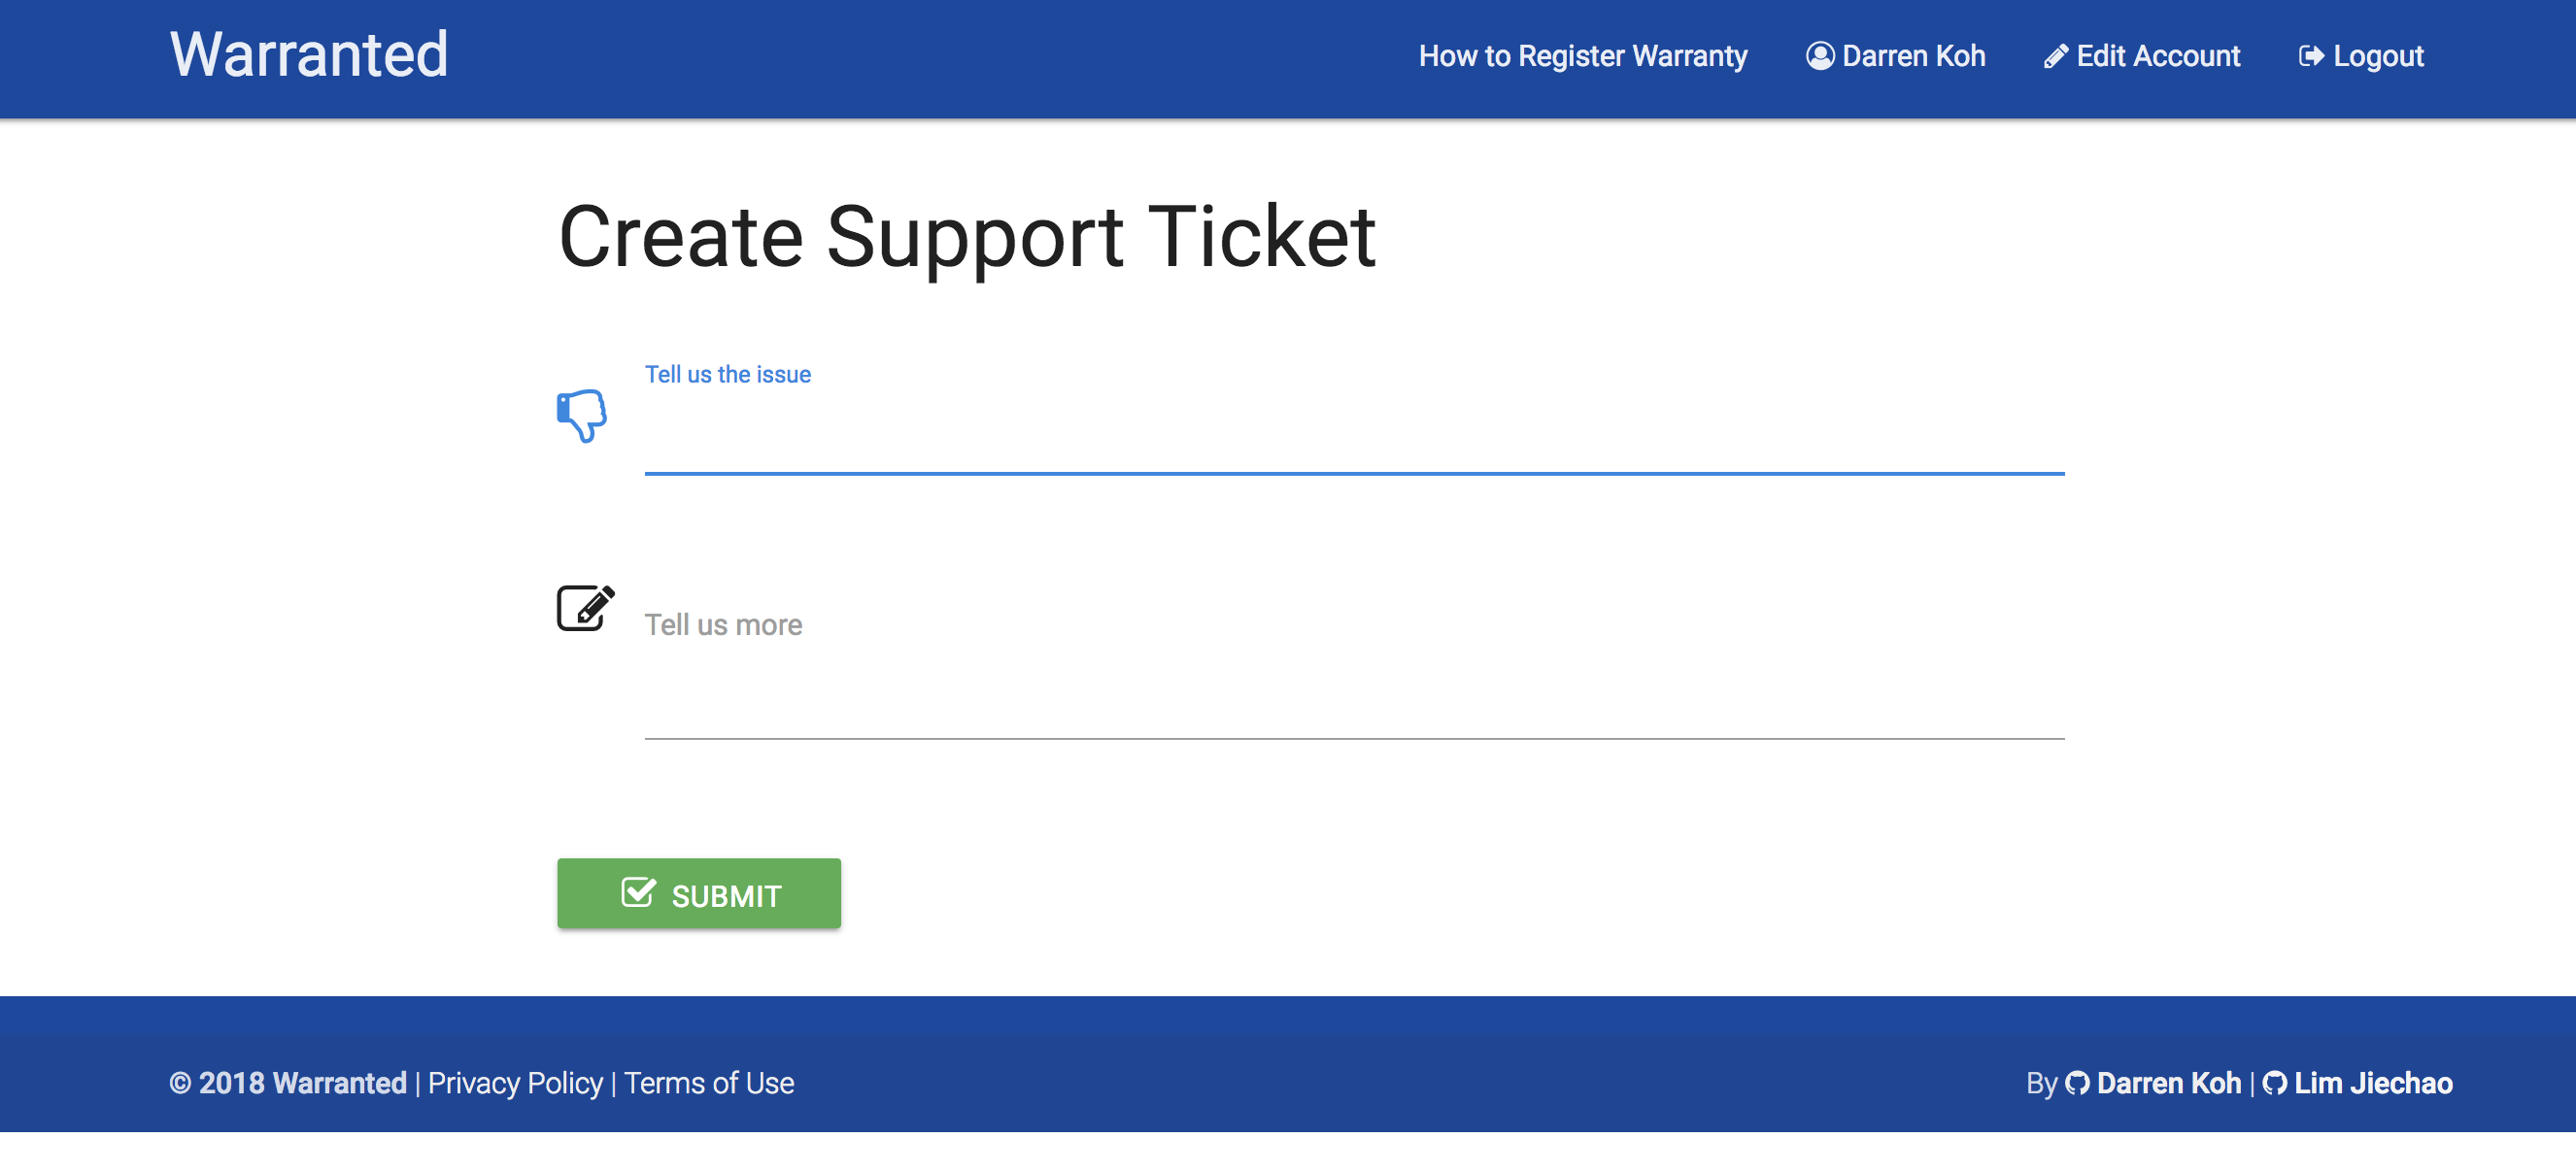 Warranted
How to Register Warranty Darren Koh Edit Account Logout
Create Support Ticket
Tell us the issue
Tell us more
SUBMIT
© 2018 Warranted | Privacy Policy | Terms of Use
By Darren Koh | Lim Jiechao